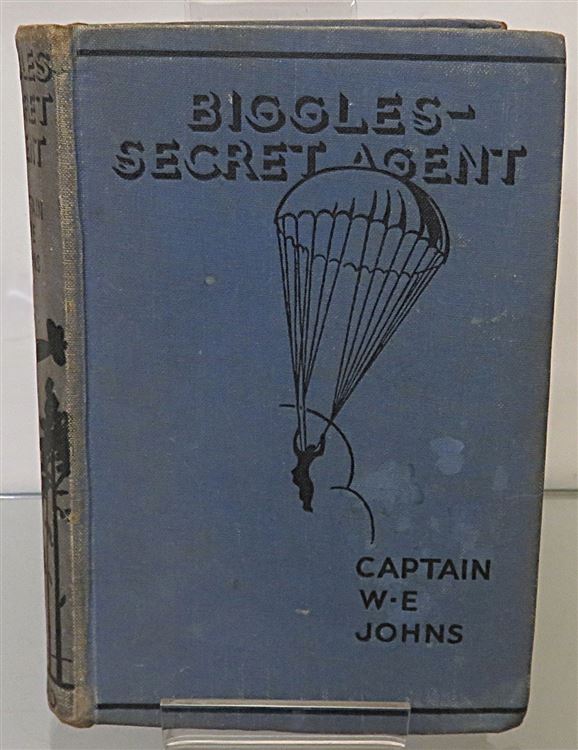 BIGGLES-
SECRET AGENT
CAPTAIN
W·E
JOHNS